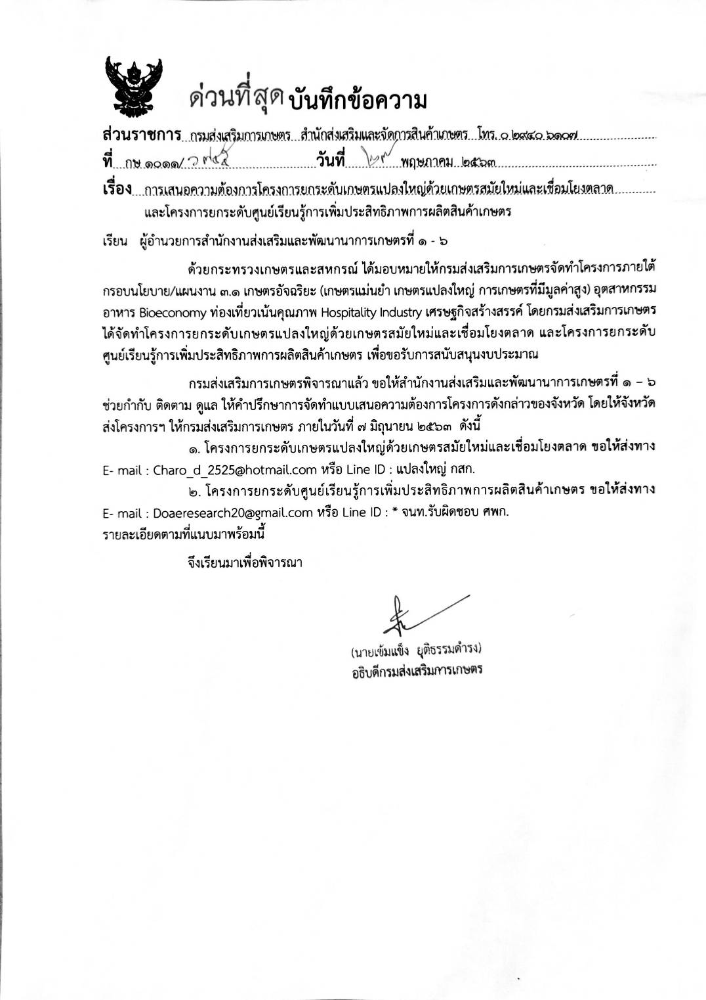 ด่วนที่สุด บันทึกข้อความ
ส่วนราชการ กรมส่งเสริมการเกษตร สำนักส่งเสริมและจัดการสินค้าเกษตร โทร. ๐ ๒๙๔๐ ๖๑๐๗
ที่ กษ ๑๐๑๑/ วันที่ ๒๗ พฤษภาคม ๒๕๖๓
เรื่อง การเสนอความต้องการโครงการยกระดับเกษตรแปลงใหญ่ด้วยเกษตรสมัยใหม่และเชื่อมโยงตลาด
และโครงการยกระดับศูนย์เรียนรู้การเพิ่มประสิทธิภาพการผลิตสินค้าเกษตร
เรียน ผู้อำนวยการสำนักงานส่งเสริมและพัฒนานาการเกษตรที่ ๑ - ๖
ด้วยกระทรวงเกษตรและสหกรณ์ ได้มอบหมายให้กรมส่งเสริมการเกษตรจัดทำโครงการภายใต้
กรอบนโยบาย/แผนงาน ๓.๑ เกษตรอัจฉริยะ (เกษตรแม่นยำ เกษตรแปลงใหญ่ การเกษตรที่มีมูลค่าสูง) อุตสาหกรรม
อาหาร Bioeconomy ท่องเที่ยวเน้นคุณภาพ Hospitality Industry เศรษฐกิจสร้างสรรค์ โดยกรมส่งเสริมการเกษตร
ได้จัดทำโครงการยกระดับเกษตรแปลงใหญ่ด้วยเกษตรสมัยใหม่และเชื่อมโยงตลาด และโครงการยกระดับ
ศูนย์เรียนรู้การเพิ่มประสิทธิภาพการผลิตสินค้าเกษตร เพื่อขอรับการสนับสนุนงบประมาณ
กรมส่งเสริมการเกษตรพิจารณาแล้ว ขอให้สำนักงานส่งเสริมและพัฒนานาการเกษตรที่ ๑ – ๖
ช่วยกำกับ ติดตาม ดูแล ให้คำปรึกษาการจัดทำแบบเสนอความต้องการโครงการดังกล่าวของจังหวัด โดยให้จังหวัด
ส่งโครงการฯ ให้กรมส่งเสริมการเกษตร ภายในวันที่ ๗ มิถุนายน ๒๕๖๓ ดังนี้
๑. โครงการยกระดับเกษตรแปลงใหญ่ด้วยเกษตรสมัยใหม่และเชื่อมโยงตลาด ขอให้ส่งทาง
E- mail : Charo_d_2525@hotmail.com หรือ Line ID : แปลงใหญ่ กสก.
๒. โครงการยกระดับศูนย์เรียนรู้การเพิ่มประสิทธิภาพการผลิตสินค้าเกษตร ขอให้ส่งทาง
E- mail : Doaeresearch20@gmail.com หรือ Line ID : * จนท.รับผิดชอบ ศพก.
รายละเอียดตามที่แนบมาพร้อมนี้
จึงเรียนมาเพื่อพิจารณา
(นายเข้มแข็ง ยุติธรรมดำรง)
อธิบดีกรมส่งเสริมการเกษตร